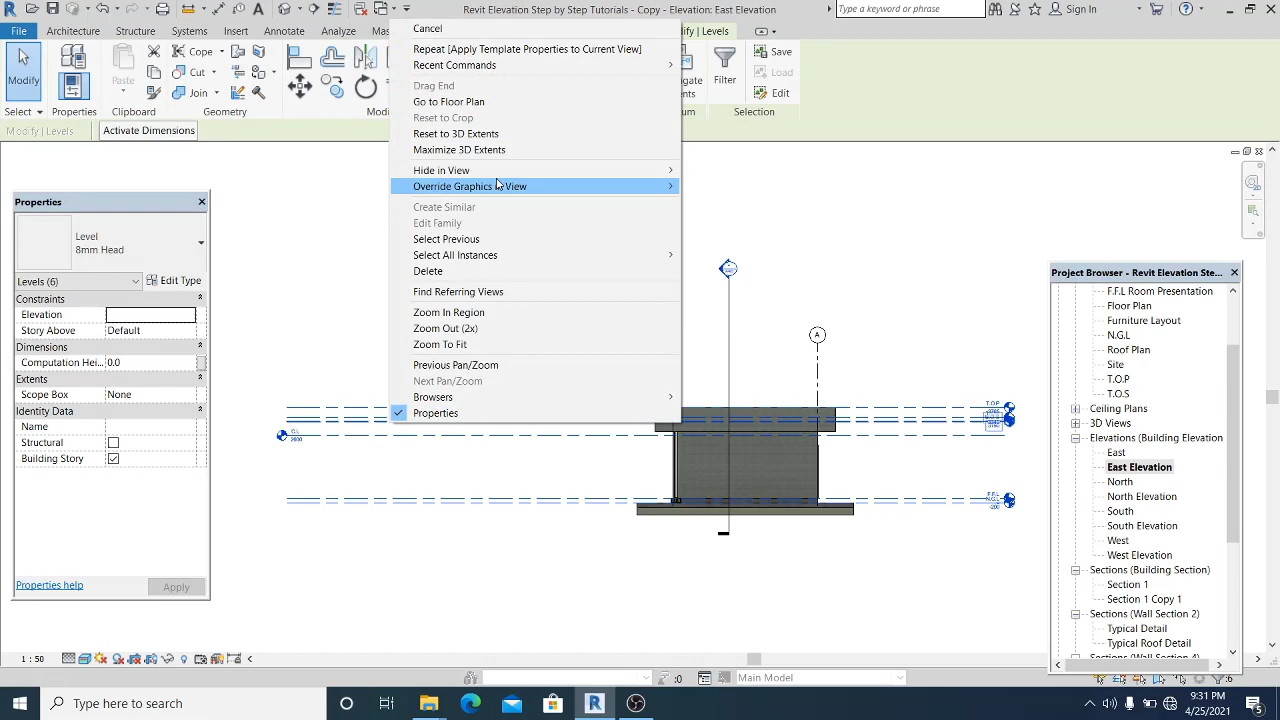 Revit Elevation Step by Step Tutorials - Copy - Elevation: East Elevation
Type a keyword or phrase
Sign In
File
Architecture
Structure
Systems
Insert
Annotate
Analyze
Modify
Paste
Cope
Cut
Join
Filter
Save
Load
Edit
Select
Properties
Clipboard
Geometry
Selection
Modify | Levels
Activate Dimensions
Cancel
Repeat [Apply Template Properties to Current View]
Recent Commands
Drag End
Go to Floor Plan
Reset to Crop
Reset to 3D Extents
Maximize 3D Extents
Hide in View
Override Graphics in View
Create Similar
Edit Family
Select Previous
Select All Instances
Delete
Find Referring Views
Zoom In Region
Zoom Out (2x)
Zoom To Fit
Previous Pan/Zoom
Next Pan/Zoom
Browsers
Properties
Properties
Level
8mm Head
Levels (6)
Edit Type
Constraints
Elevation
Story Above Default
Dimensions
Computation Hei... 0.0
Extents
Scope Box None
Identity Data
Name
Structural
Building Story
Properties help
Apply
A
T.O.P
C.L
2800
F.F.L
N.G.L
-200
Project Browser - Revit Elevation Ste...
F.F.L Room Presentation
Floor Plan
Furniture Layout
N.G.L
Roof Plan
Site
T.O.P
T.O.S
Ceiling Plans
3D Views
Elevations (Building Elevation
East
East Elevation
North
North Elevation
South
South Elevation
West
West Elevation
Sections (Building Section)
Section 1
Section 1 Copy 1
Sections (Wall Section 2)
Typical Detail
Typical Roof Detail
Sections (Wall Section 4)
1 : 50
:0
Main Model
:6
Type here to search
9:31 PM
4/25/2021